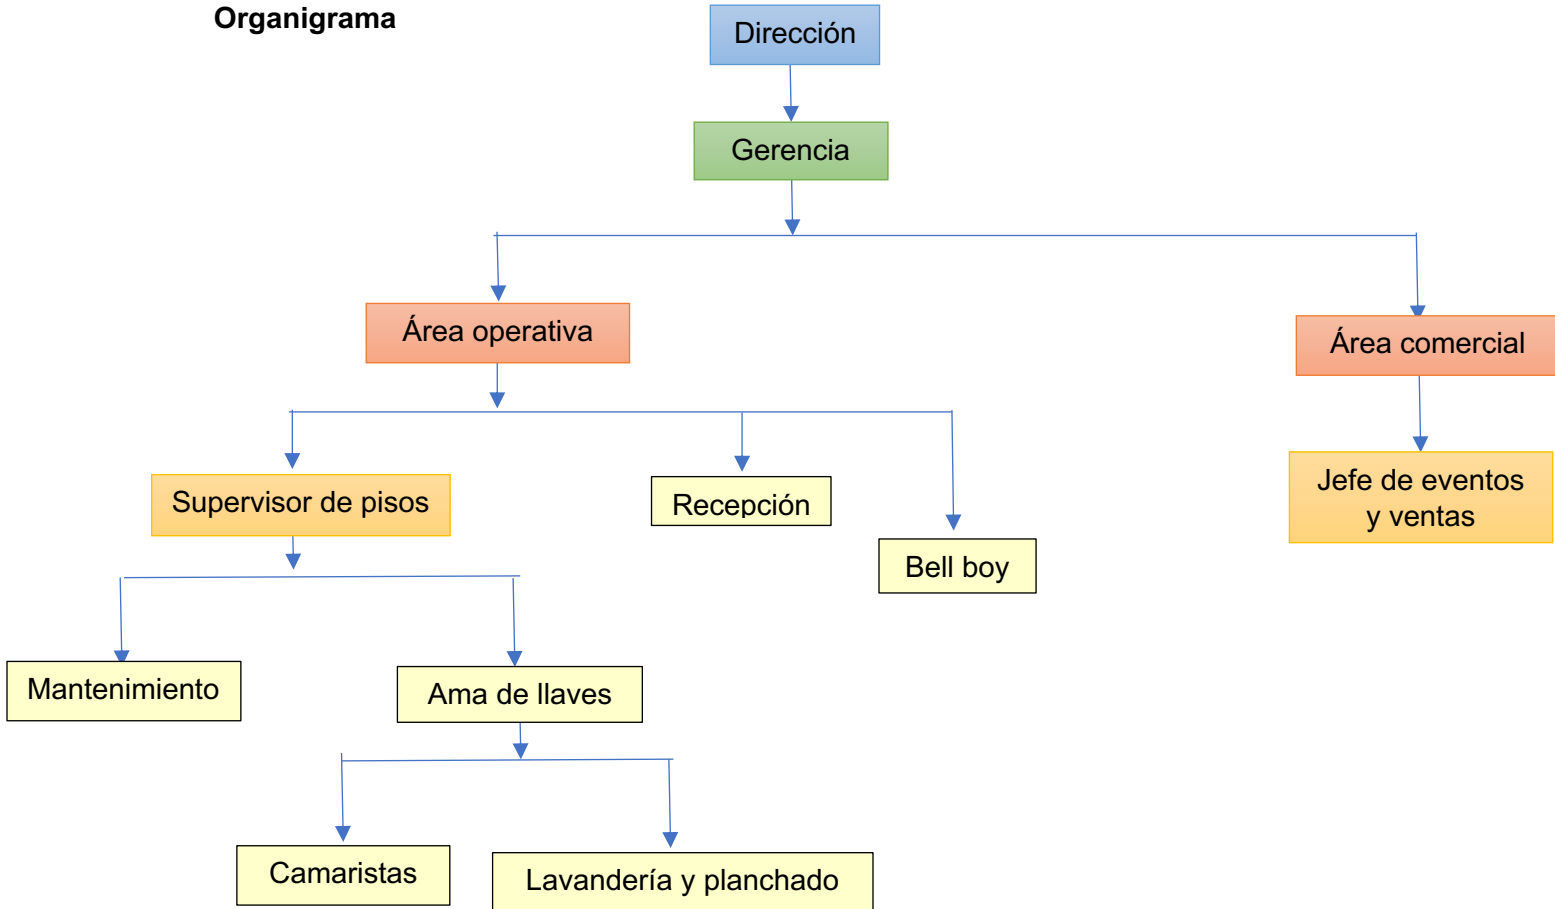 Organigrama
Dirección
Gerencia
Área operativa
Área comercial
Supervisor de pisos
Recepción
Jefe de eventos
y ventas
Bell boy
Mantenimiento
Ama de llaves
Camaristas
Lavandería y planchado